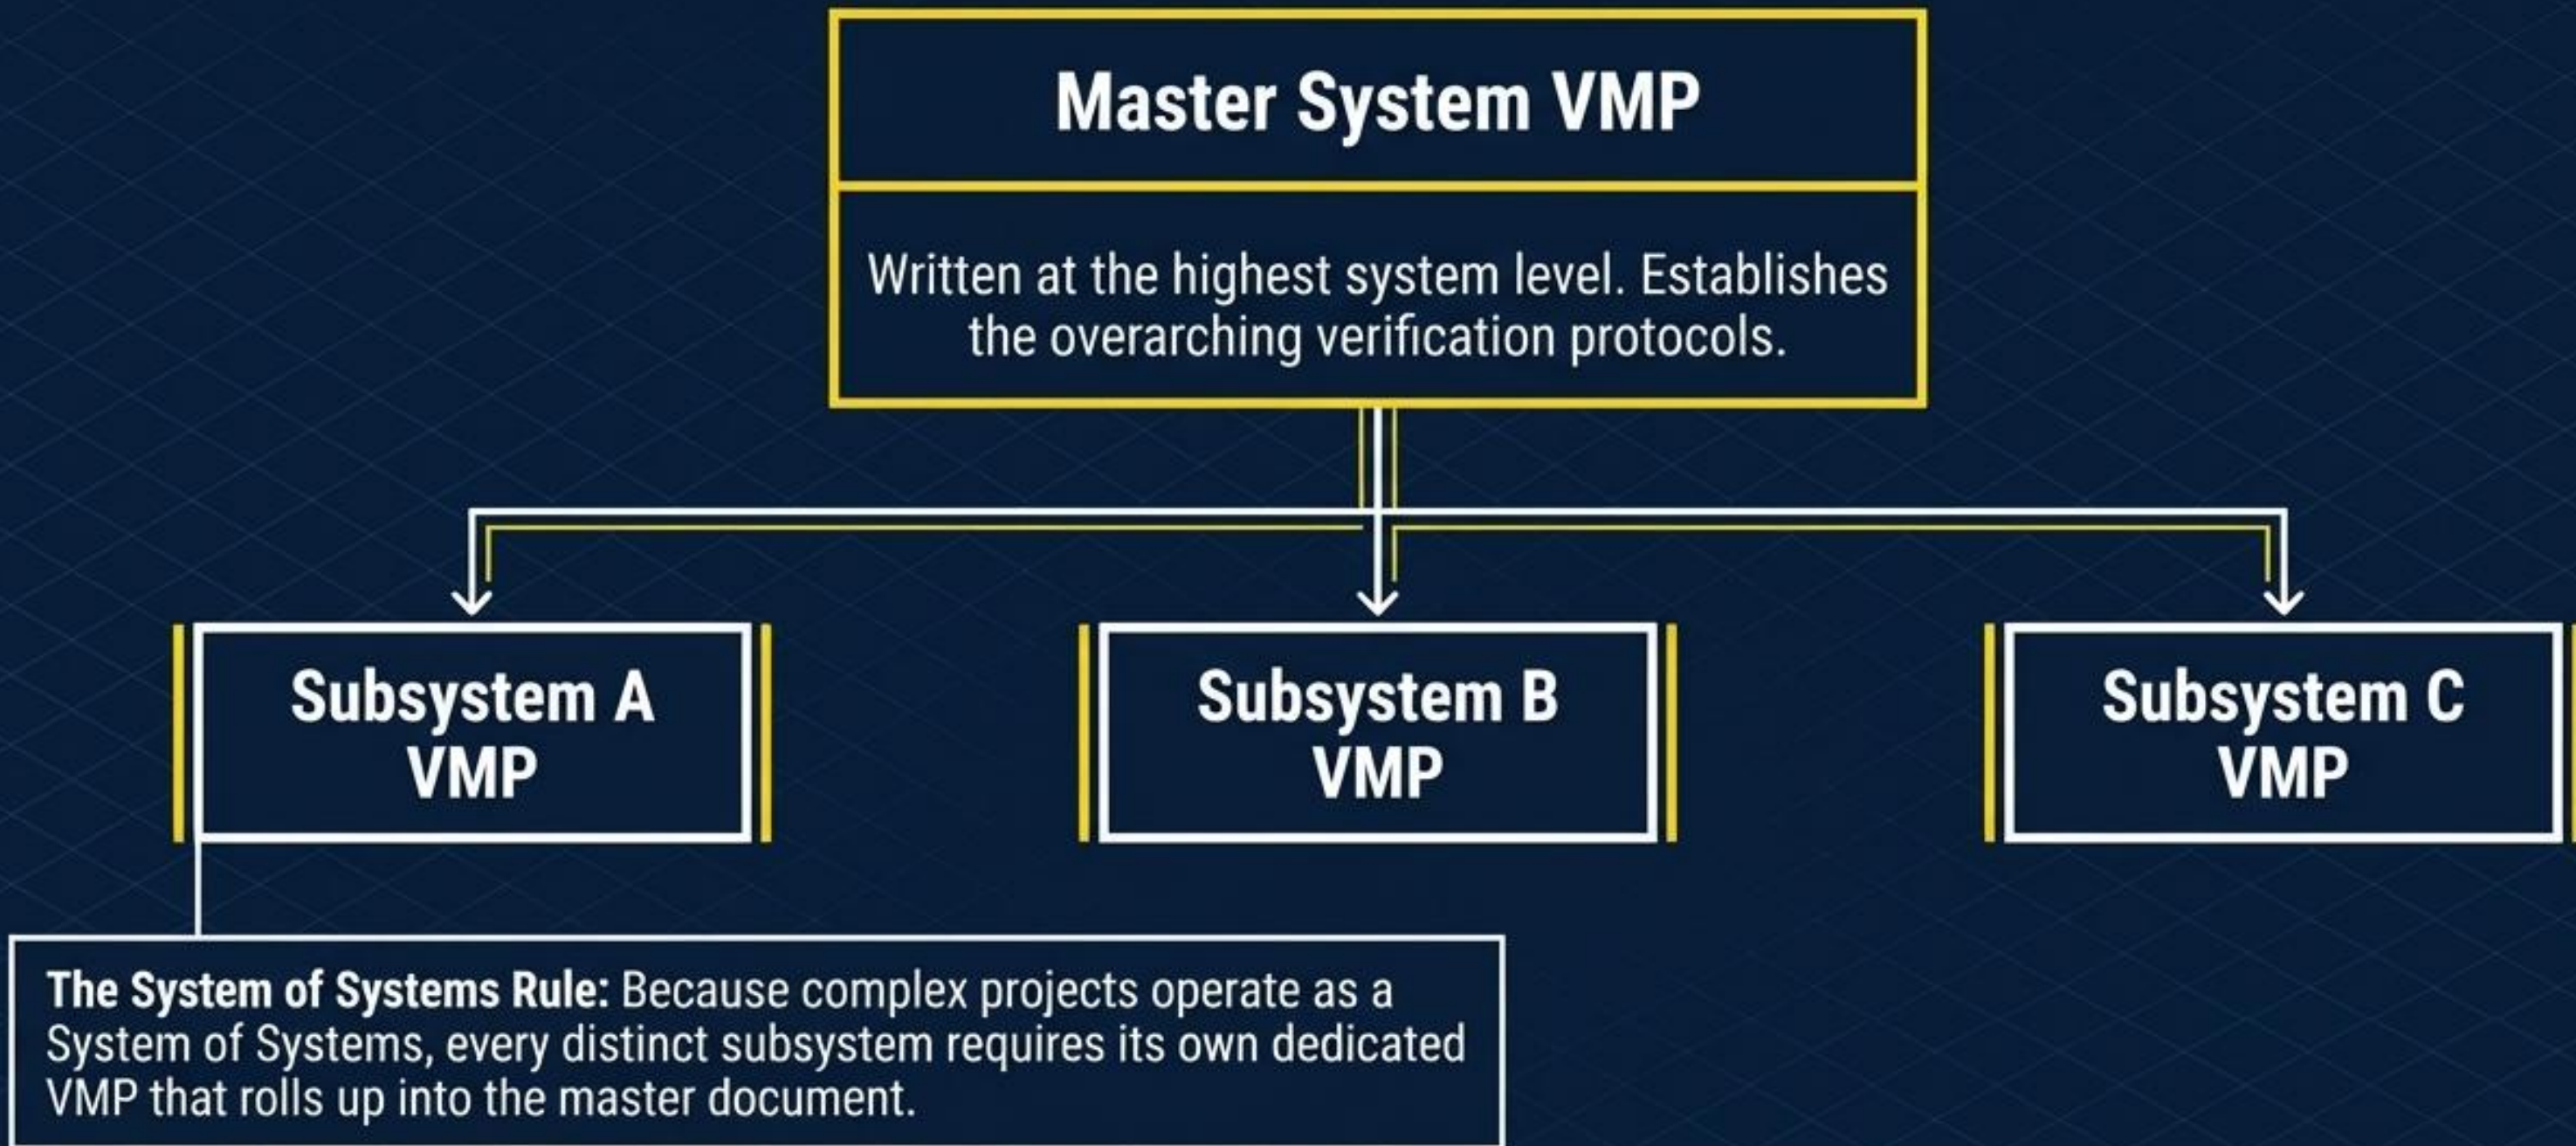 Master System VMP
Written at the highest system level. Establishes
the overarching verification protocols.
Subsystem A
VMP
Subsystem B
VMP
Subsystem C
VMP
The System of Systems Rule: Because complex projects operate as a
System of Systems, every distinct subsystem requires its own dedicated
VMP that rolls up into the master document.